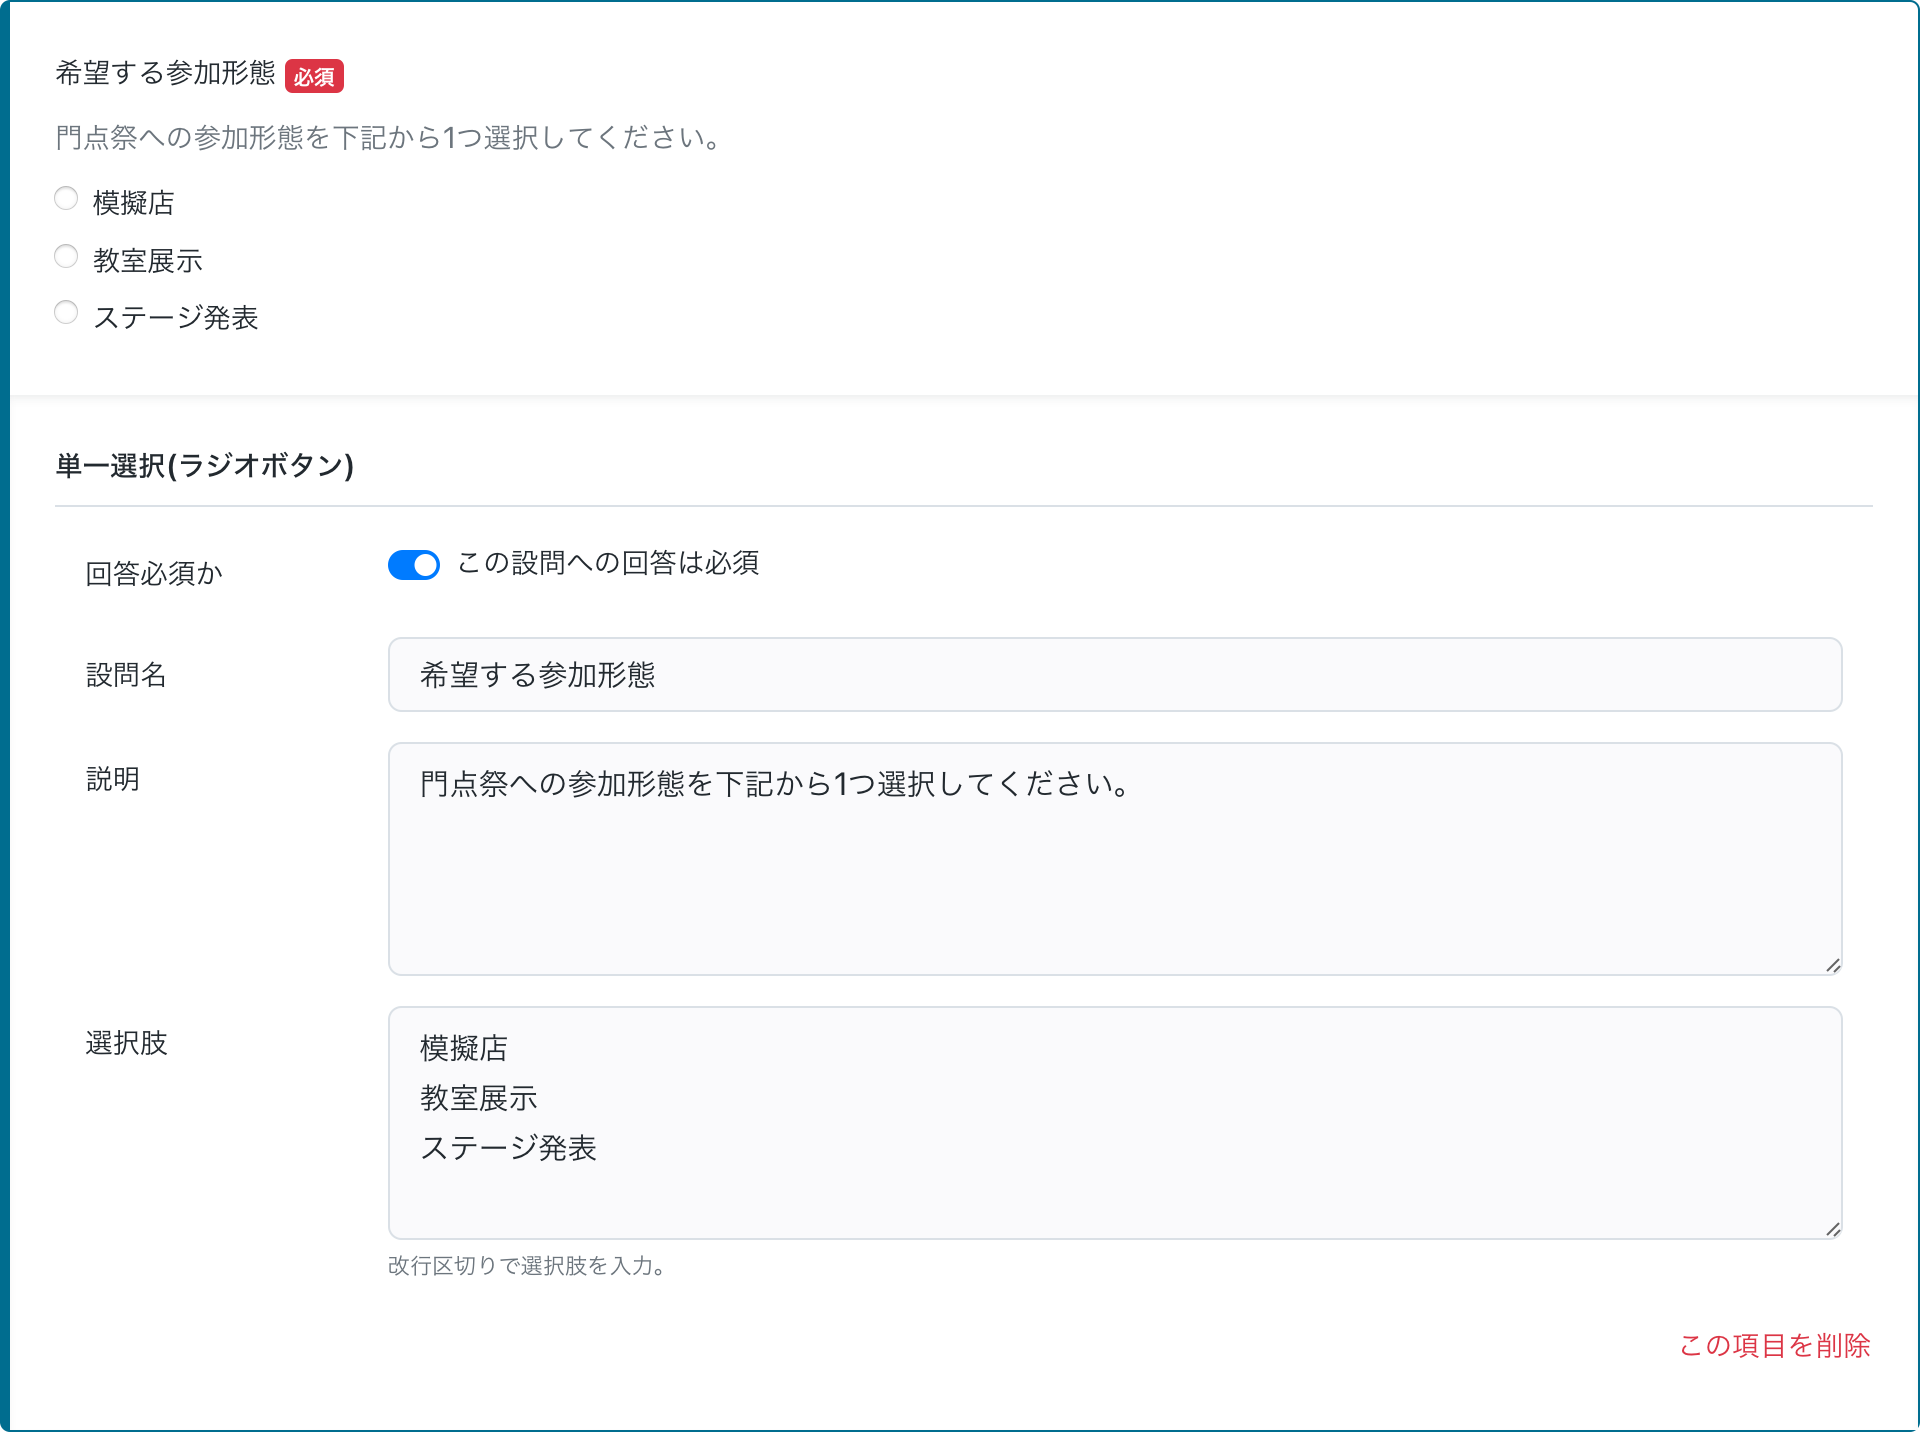 希望する参加形態 必須
門点祭への参加形態を下記から1つ選択してください。
模擬店
教室展示
ステージ発表
単一選択(ラジオボタン)
回答必須か
この設問への回答は必須
設問名
希望する参加形態
説明
門点祭への参加形態を下記から1つ選択してください。
選択肢
模擬店
教室展示
ステージ発表
改行区切りで選択肢を入力。
この項目を削除